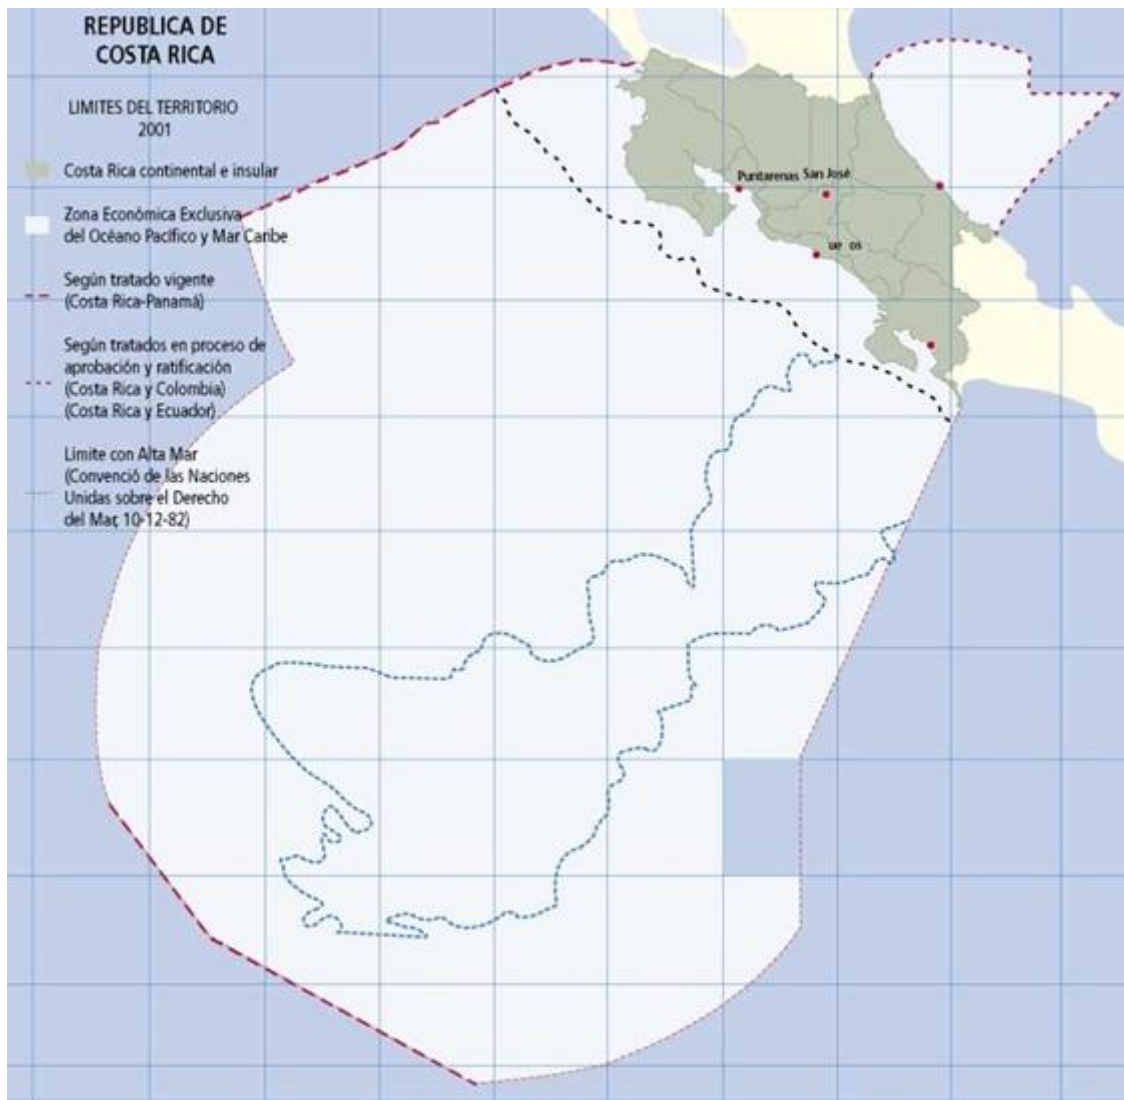 REPUBLICA DE
COSTA RICA
LIMITES DEL TERRITORIO
2001
Costa Rica continental e insular
Zona Económica Exclusiva
del Océano Pacífico y Mar Caribe
Según tratado vigente
(Costa Rica-Panamá)
Según tratados en proceso de
aprobación y ratificación
(Costa Rica y Colombia)
(Costa Rica y Ecuador)
Limite con Alta Mar
(Convenció de las Naciones
Unidas sobre el Derecho
del Mar, 10-12-82)
Puntarenas San José